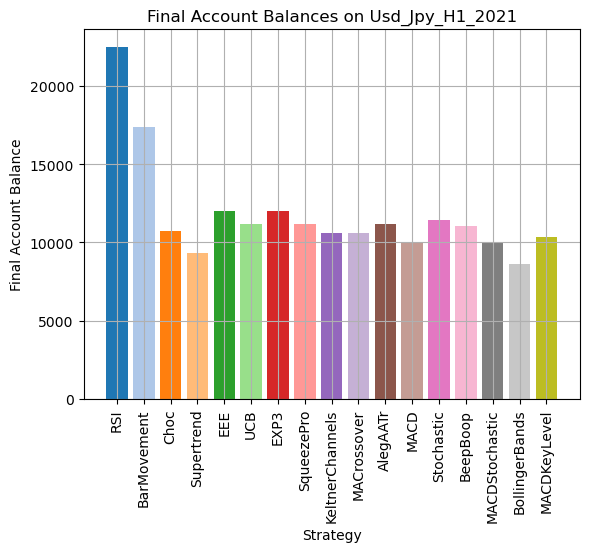 Final Account Balances on Usd_Jpy_H1_2021
Final Account Balance
20000
15000
10000
5000
0
RSI
BarMovement
Choc
Supertrend
EEE
UCB
EXP3
SqueezePro
KeltnerChannels
MACrossover
AlegAATr
MACD
Stochastic
BeepBoop
MACDStochastic
BollingerBands
MACDKeyLevel
Strategy